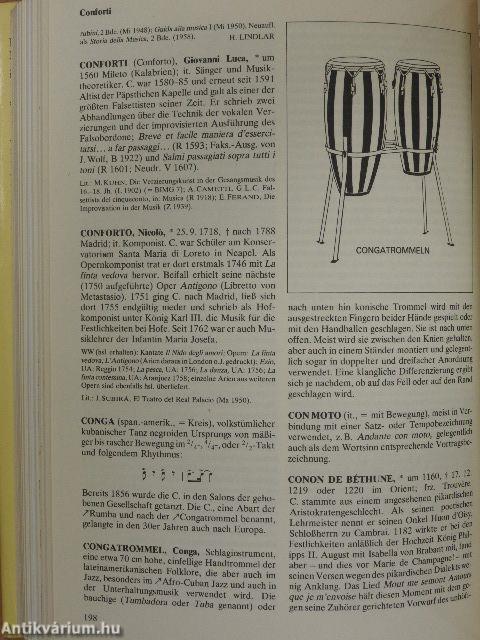 Conforti
rubini, 2 Bde. (Mi 1948); Guida alla musica I (Mi 1950). Neuaufl.
als Storia della Musica, 2 Bde. (1958). H. LINDLAR
CONFORTI (Conforto), Giovanni Luca, * um
1560 Mileto (Kalabrien); it. Sänger und Musik-
theoretiker. C. war 1580–85 und erneut seit 1591
Altist der Päpstlichen Kapelle und galt als einer der
größten Falsettisten seiner Zeit. Er schrieb zwei
Abhandlungen über die Technik der vokalen Ver-
zierungen und der improvisierten Ausführung des
Falsobordone; Breve et facile maniera d'esserci-
tarsi... a far passaggi... (R 1593; Faks.-Ausg. von
J. Wolf, B 1922) und Salmi passagiati sopra tutti i
toni (R 1601; Neudr. V 1607).
Lit.: M. KUHN, Die Verzierungskunst in der Gesangsmusik des
16.–18. Jh. (L 1902) (= BIMG 7); A. CAMETTI, G. L. C. Fal-
settista del cinquecento, in: Musica (R 1918); E. FERAND, Die
Improvisation in der Musik (Z 1939).
CONFORTO, Nicolò, * 25. 9. 1718, † nach 1788
Madrid; it. Komponist. C. war Schüler am Konser-
vatorium Santa Maria di Loreto in Neapel. Als
Opernkomponist trat er dort erstmals 1746 mit La
finta vedova hervor. Beifall erhielt seine nächste
(1750 aufgeführte) Oper Antigono (Libretto von
Metastasio). 1751 ging C. nach Madrid, ließ sich
dort 1755 endgültig nieder und schrieb als Hof-
komponist unter König Karl III. die Musik für die
Festlichkeiten bei Hofe. Seit 1762 war er auch Mu-
siklehrer der Infantin Maria Josefa.
WW (hsl. erhalten): Kantate Il Nido degli amori; Opern: La finta
vedova, L'Antigono (Arien daraus in London o. J. gedruckt); Ezio,
UA: Reggio 1754; La pesca, UA: 1756; La danza, UA: 1756; La
finta contessina, UA: Aranjuez 1758; einzelne Arien aus weiteren
Opern sind ebenfalls hsl. überliefert.
Lit.: J. SUBIRÁ, El Teatro del Real Palacio (Ma 1950).
CONGA (span.-amerik., = Kreis), volkstümlicher
kubanischer Tanz negroiden Ursprungs von mäßi-
ger bis rascher Bewegung im 2/4-, 4/4-, oder 2/2-Takt
und folgendem Rhythmus:
Bereits 1856 wurde die C. in den Salons der geho-
benen Gesellschaft getanzt. Die C., eine Abart der
↗Rumba und nach der ↗Congatrommel benannt,
gelangte in den 30er Jahren auch nach Europa.
CONGATROMMEL, Conga, Schlaginstrument,
eine etwa 70 cm hohe, einfellige Handtrommel der
lateinamerikanischen Folklore, die aber auch im
Jazz, besonders im ↗Afro-Cuban Jazz und auch in
der Unterhaltungsmusik verwendet wird. Die
bauchige (Tumbadora oder Tuba genannt) oder
198
CONGATROMMELN
nach unten hin konische Trommel wird mit den
ausgestreckten Fingern beider Hände gespielt oder
mit den Handballen geschlagen. Sie ist nach unten
offen. Meist wird sie zwischen den Knien gehalten,
aber auch in einem Ständer montiert und gelegent-
lich sogar in doppelter und dreifacher Anordnung
verwendet. Eine klangliche Differenzierung ergibt
sich je nachdem, ob auf das Fell oder auf den Rand
geschlagen wird.
CON MOTO (it., = mit Bewegung), meist in Ver-
bindung mit einer Satz- oder Tempobezeichnung
verwendet, z. B. Andante con moto, gelegentlich
auch als dem Wortsinn entsprechende Vortragsbe-
zeichnung.
CONON DE BÉTHUNE, * um 1160, † 17. 12.
1219 oder 1220 im Orient; frz. Trouvère.
C. stammte aus einem angesehenen pikardischen
Aristokratengeschlecht. Als seinen poetischen
Lehrmeister nennt er seinen Onkel Huon d'Oisy,
Schloßherrn zu Cambrai. 1182 wirkte er bei den
Festlichkeiten anläßlich der Hochzeit König Phil-
ipps II. August mit Isabella von Brabant mit, fand
aber – und dies vor Marie de Champagne! – mit
seinen Versen wegen des pikardischen Dialekts we-
nig Anklang. Das Lied Mout me semont Amours
que je m'envoise hält diesen Moment mit dem ge-
gen seine Zuhörer gerichteten Vorwurf des unhöf-
Antikvárium.hu